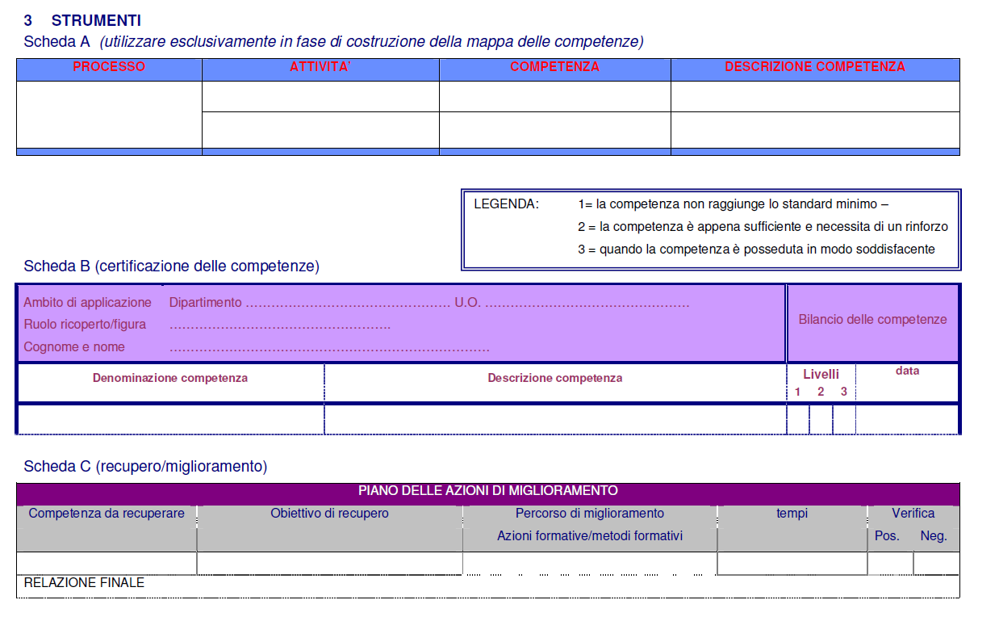 3 STRUMENTI
Scheda A (utilizzare esclusivamente in fase di costruzione della mappa delle competenze)
PROCESSO ATTIVITA' COMPETENZA DESCRIZIONE COMPETENZA
LEGENDA: 1= la competenza non raggiunge lo standard minimo –
2 = la competenza è appena sufficiente e necessita di un rinforzo
3 = quando la competenza è posseduta in modo soddisfacente
Scheda B (certificazione delle competenze)
Ambito di applicazione Dipartimento ................................................ U.O. ................................................
Ruolo ricoperto/figura ....................................................
Cognome e nome ...........................................................................
Bilancio delle competenze
Denominazione competenza Descrizione competenza Livelli data
1 2 3
Scheda C (recupero/miglioramento)
PIANO DELLE AZIONI DI MIGLIORAMENTO
Competenza da recuperare Obiettivo di recupero Percorso di miglioramento tempi Verifica
Azioni formative/metodi formativi Pos. Neg.
RELAZIONE FINALE